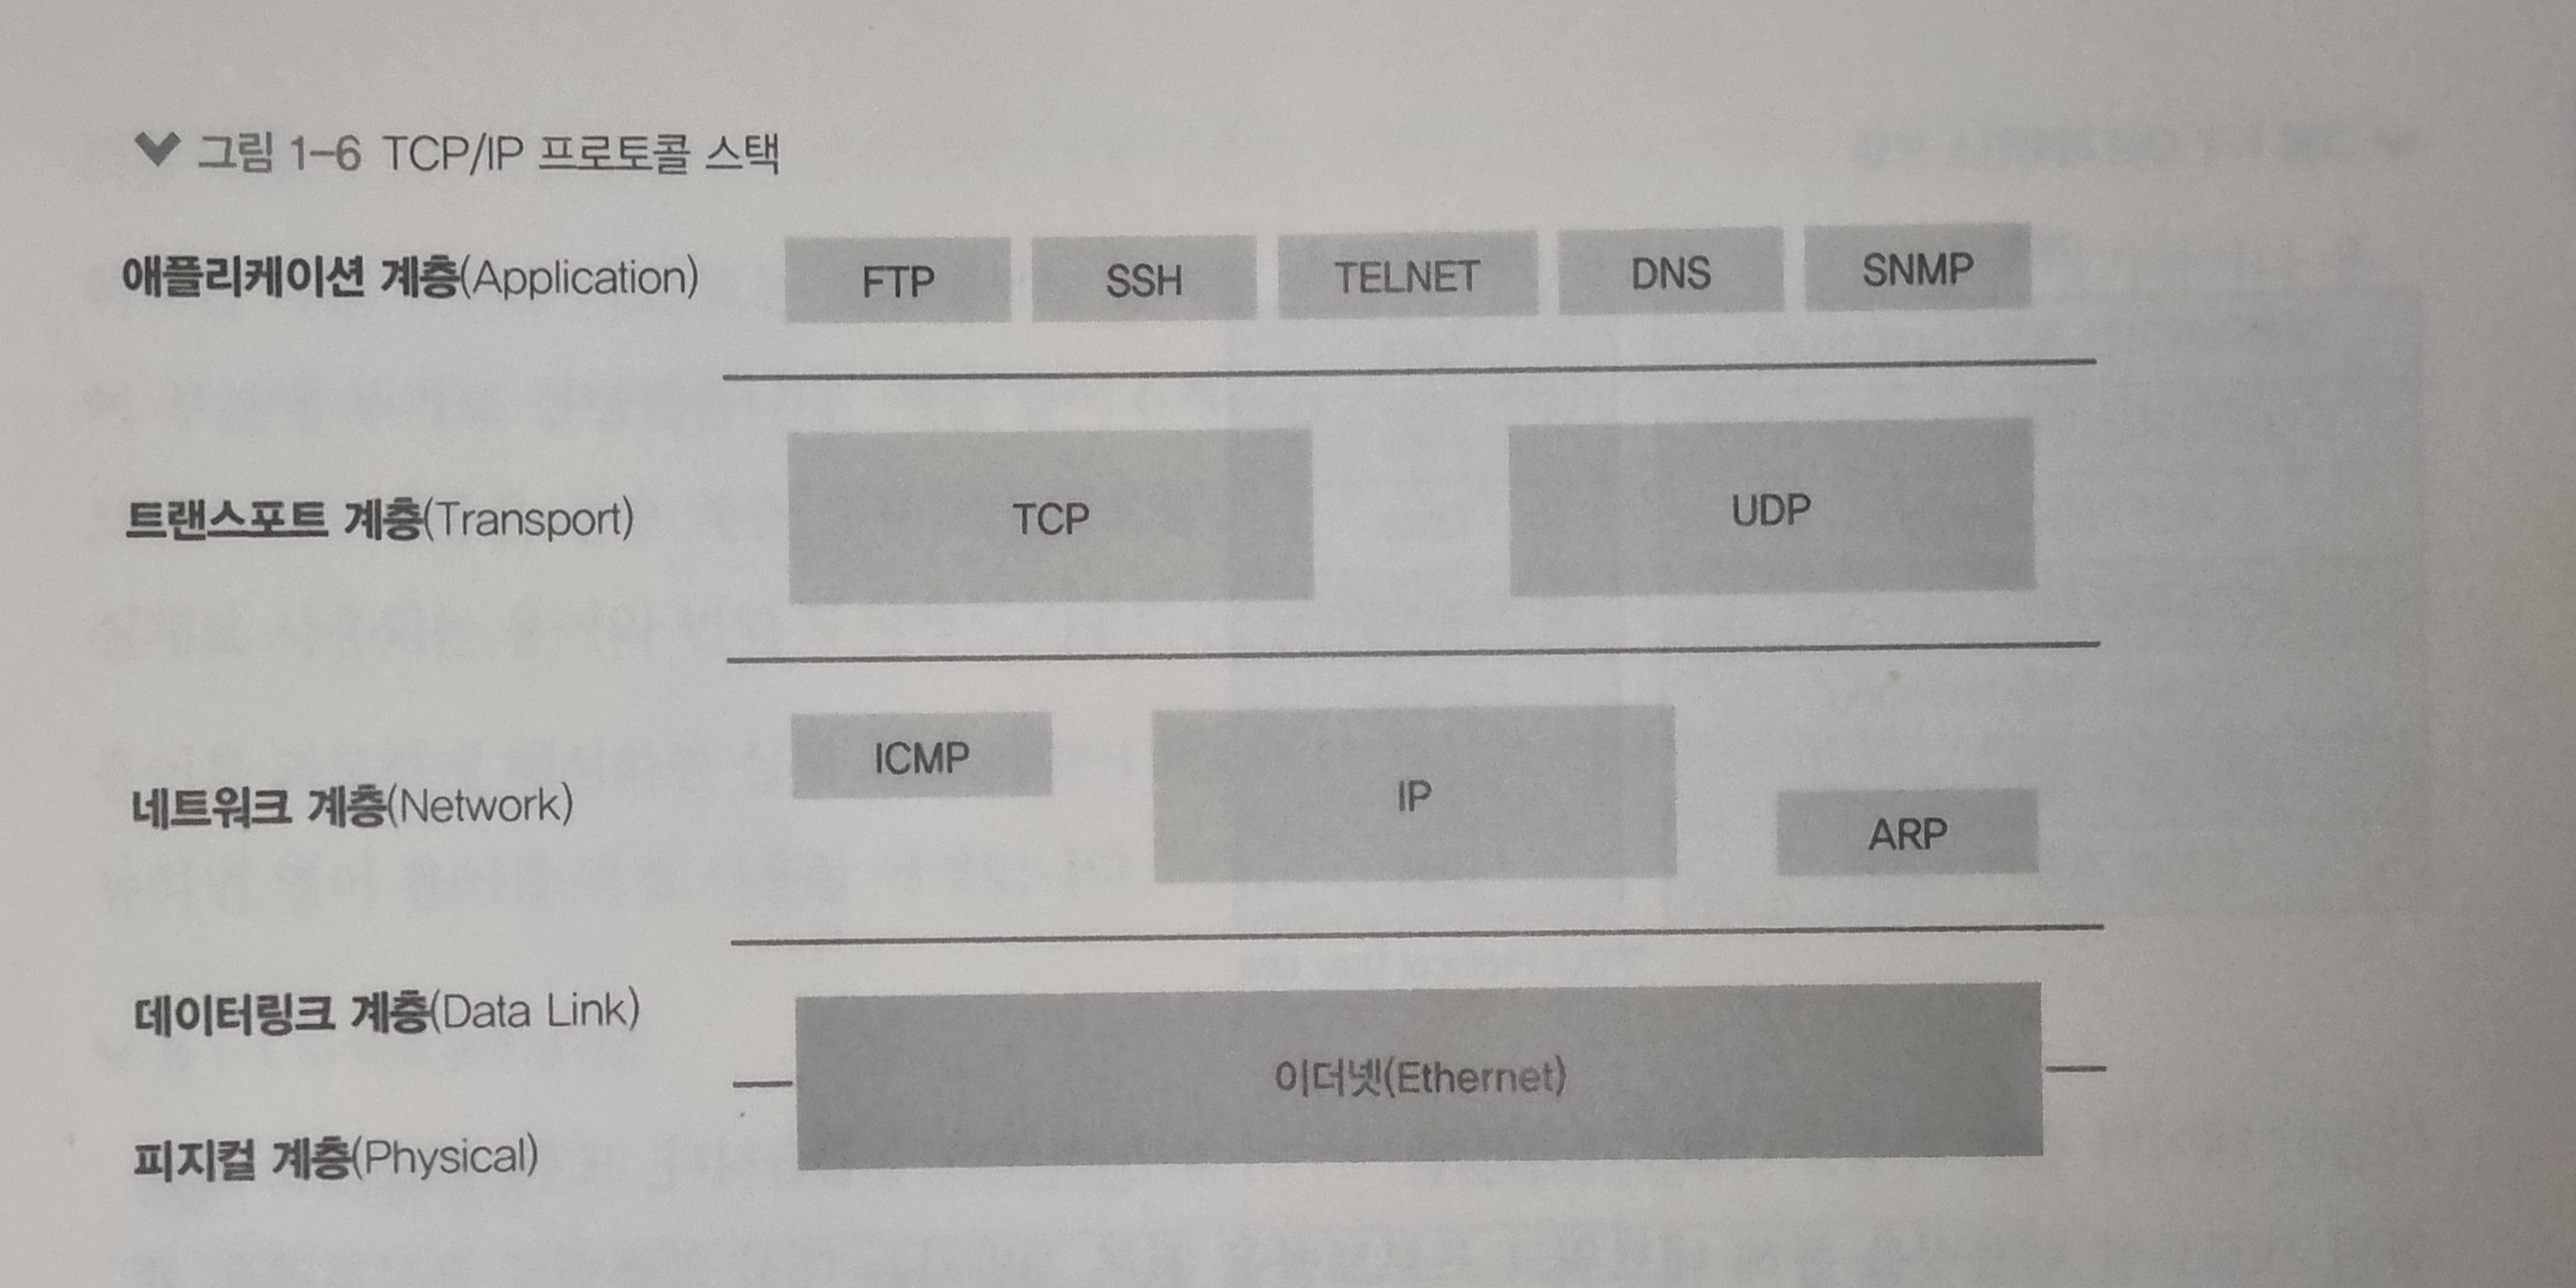 그림 1-6 TCP/IP 프로토콜 스택
애플리케이션 계층(Application) FTP SSH TELNET DNS SNMP
트랜스포트 계층(Transport) TCP UDP
네트워크 계층(Network) ICMP IP ARP
데이터링크 계층(Data Link)
이더넷(Ethernet)
피지컬 계층(Physical)